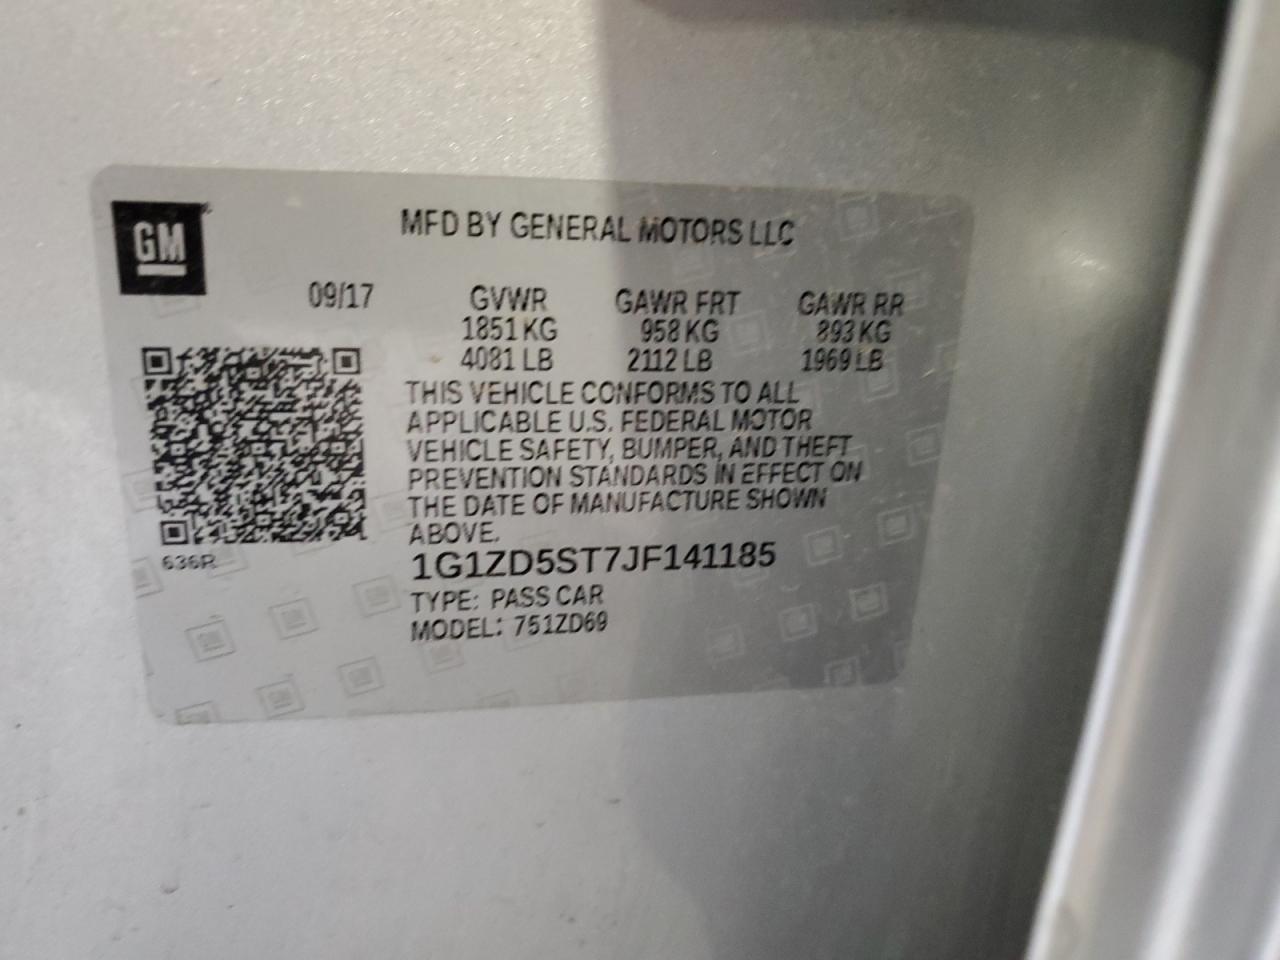 GM
MFD BY GENERAL MOTORS LLC
09/17 GVWR GAWR FRT GAWR RR
1851 KG 958 KG 893 KG
4081 LB 2112 LB 1969 LB
THIS VEHICLE CONFORMS TO ALL
APPLICABLE U.S. FEDERAL MOTOR
VEHICLE SAFETY, BUMPER, AND THEFT
PREVENTION STANDARDS IN EFFECT ON
THE DATE OF MANUFACTURE SHOWN
ABOVE.
636R
1G1ZD5ST7JF141185
TYPE: PASS CAR
MODEL: 751ZD69